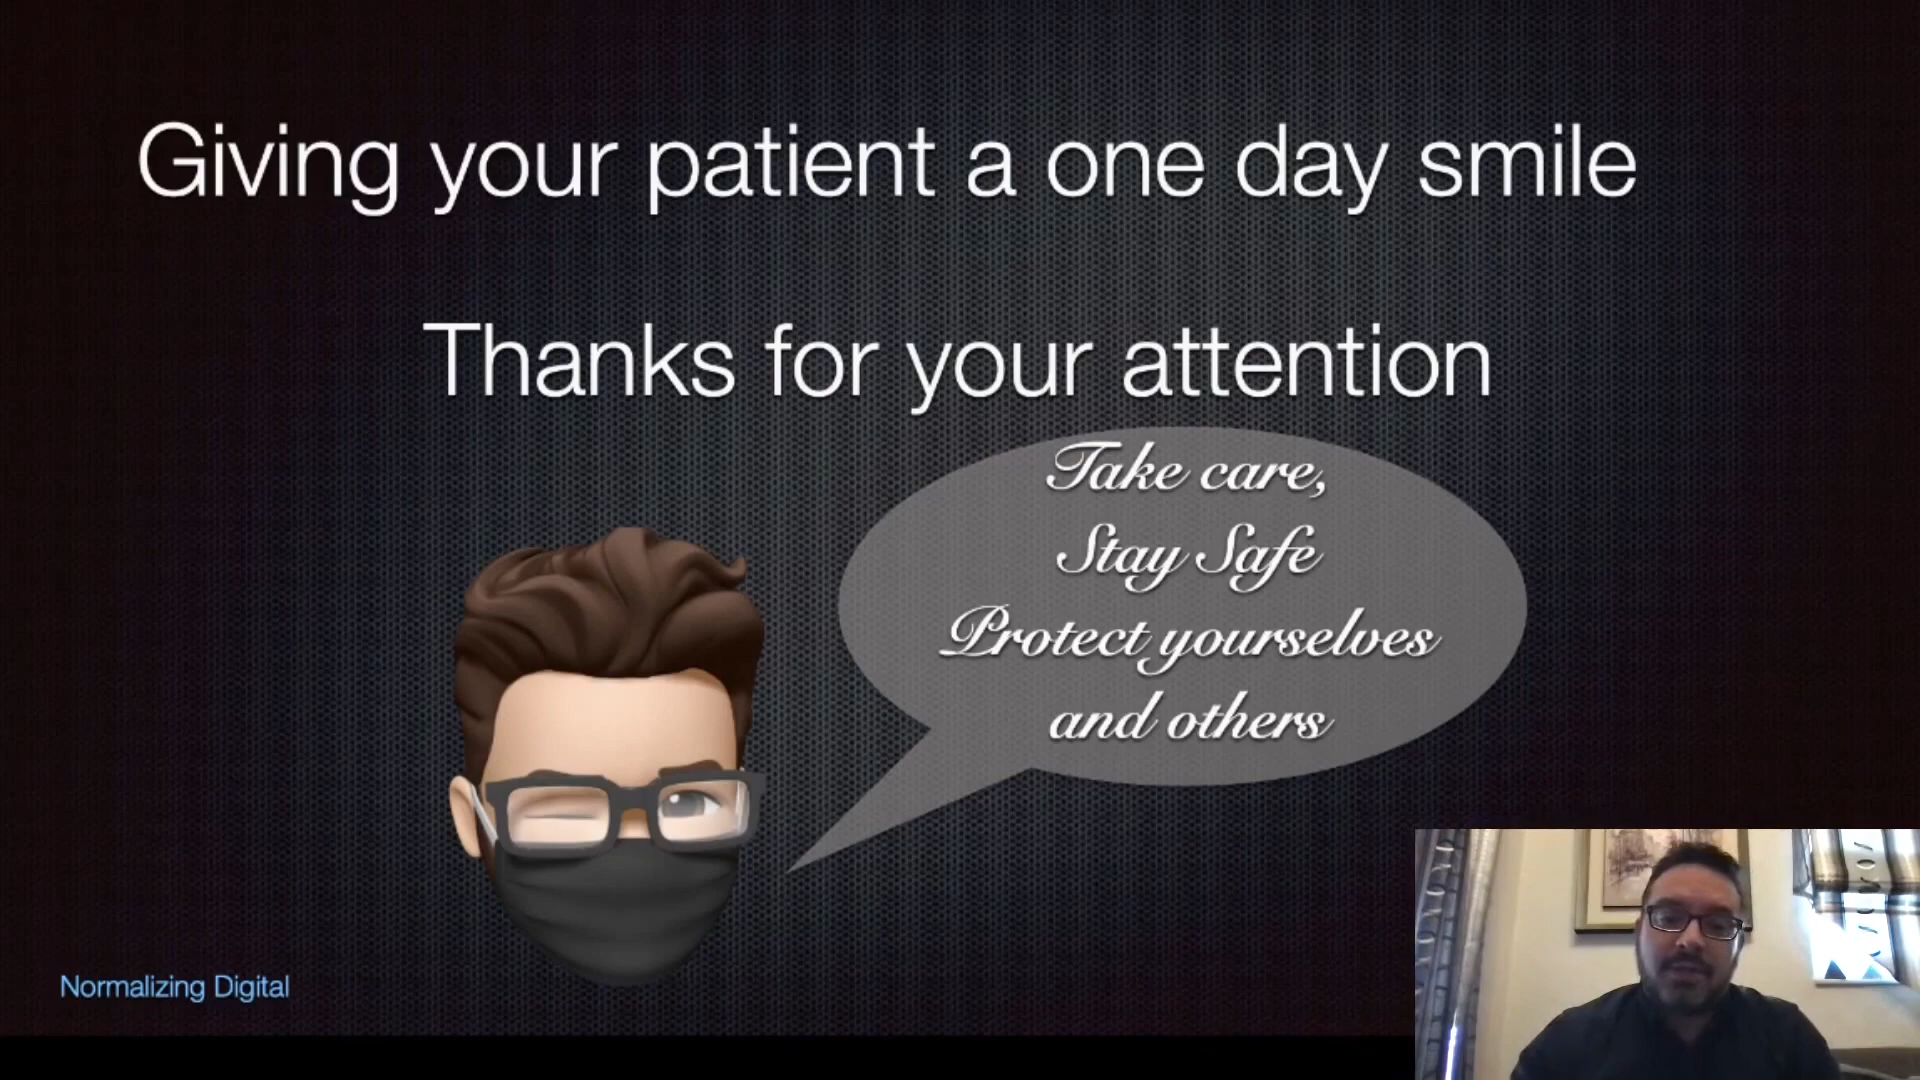 Giving your patient a one day smile
Thanks for your attention
Take care,
Stay Safe
Protect yourselves
and others
Normalizing Digital